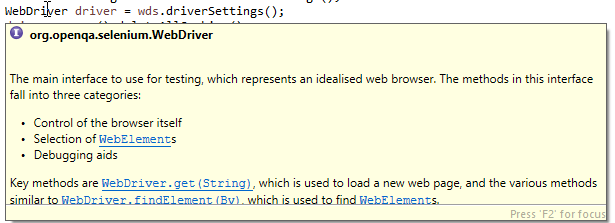 WebDriver driver = wds.driverSettings();
org.openqa.selenium.WebDriver
The main interface to use for testing, which represents an idealised web browser. The methods in this interface
fall into three categories:
• Control of the browser itself
• Selection of WebElements
• Debugging aids
Key methods are WebDriver.get(String), which is used to load a new web page, and the various methods
similar to WebDriver.findElement(By), which is used to find WebElements.
Press 'F2' for focus